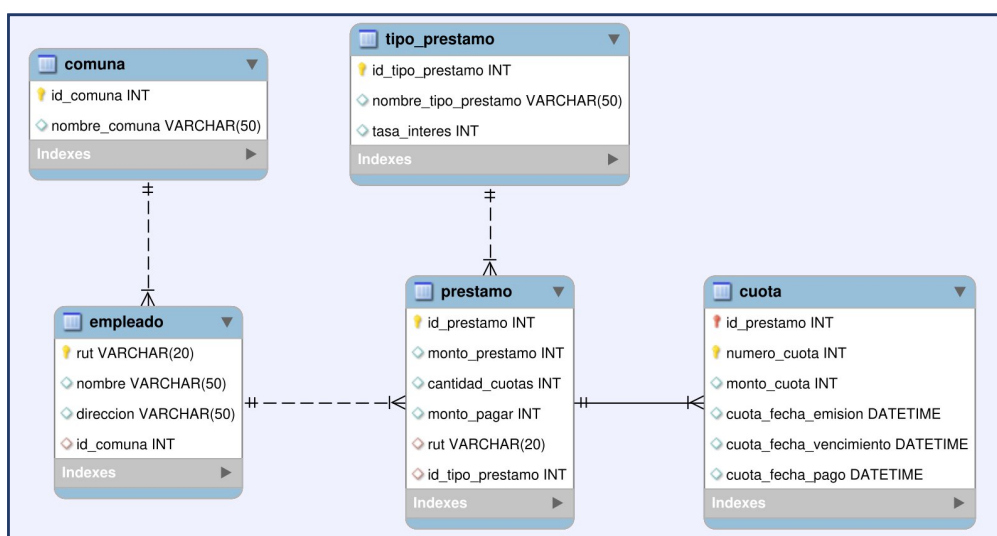 comuna
id_comuna INT
nombre_comuna VARCHAR(50)
Indexes
tipo_prestamo
id_tipo_prestamo INT
nombre_tipo_prestamo VARCHAR(50)
tasa_interes INT
Indexes
empleado
rut VARCHAR(20)
nombre VARCHAR(50)
direccion VARCHAR(50)
id_comuna INT
Indexes
prestamo
id_prestamo INT
monto_prestamo INT
cantidad_cuotas INT
monto_pagar INT
rut VARCHAR(20)
id_tipo_prestamo INT
Indexes
cuota
id_prestamo INT
numero_cuota INT
monto_cuota INT
cuota_fecha_emision DATETIME
cuota_fecha_vencimiento DATETIME
cuota_fecha_pago DATETIME
Indexes